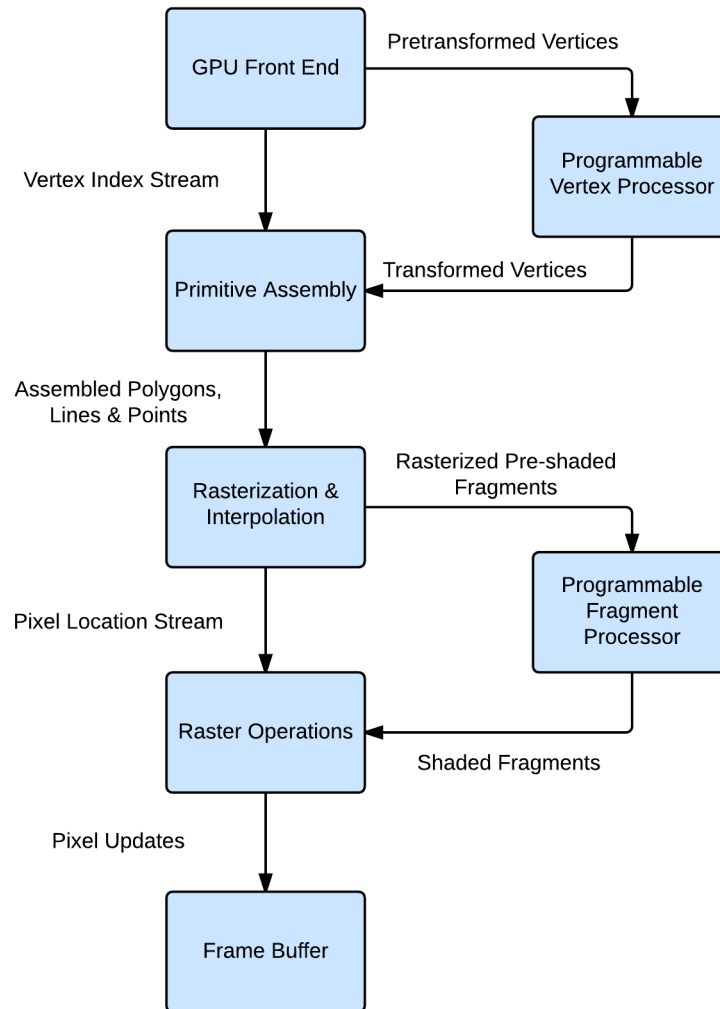 GPU Front End
Pretransformed Vertices
Programmable
Vertex Processor
Vertex Index Stream
Transformed Vertices
Primitive Assembly
Assembled Polygons,
Lines & Points
Rasterized Pre-shaded
Fragments
Rasterization &
Interpolation
Programmable
Fragment
Processor
Pixel Location Stream
Raster Operations
Shaded Fragments
Pixel Updates
Frame Buffer